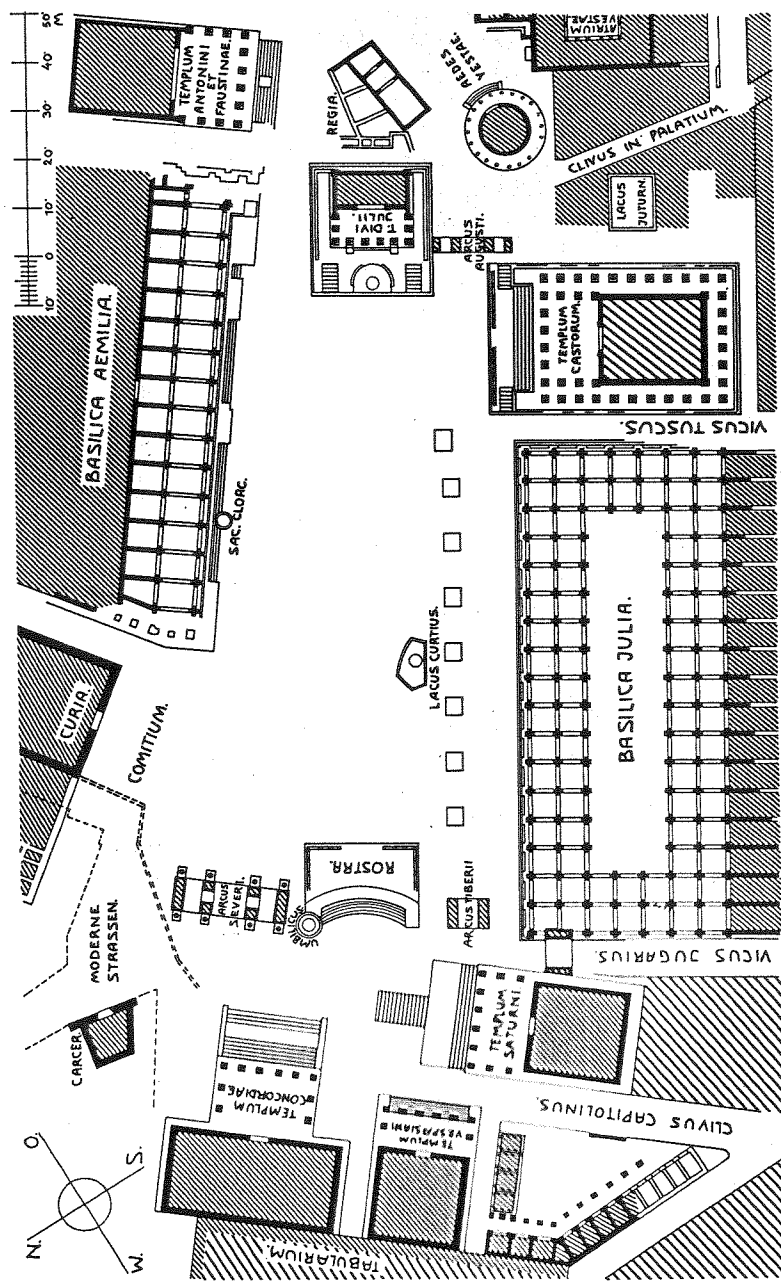 50' M
40'
30'
20'
10'
0
10'
TEMPLUM
ANTONINI
ET
FAUSTINAE.
REGIA.
AEDES
VESTAE.
ATRIUM
VESTAE
CLIVUS IN PALATIUM.
LACUS
JUTURN.
T. DIVI
JULII.
ARCUS
AUGUSTI.
BASILICA AEMILIA.
TEMPLUM
CASTORUM.
VICUS TUSCUS.
SAC. CLOAC.
LACUS CURTIUS.
BASILICA JULIA.
CURIA.
COMITIUM.
ROSTRA.
ARCUS
SEVERI.
UMBILICUS
ARCUS TIBERII
MODERNE
STRASSEN.
VICUS JUGARIUS.
CARCER.
TEMPLUM
SATURNI.
TEMPLUM
CONCORDIAE.
TEMPLUM
VESPASIANI
CLIVUS CAPITOLINUS.
TABULARIUM.
N.
O.
S.
W.